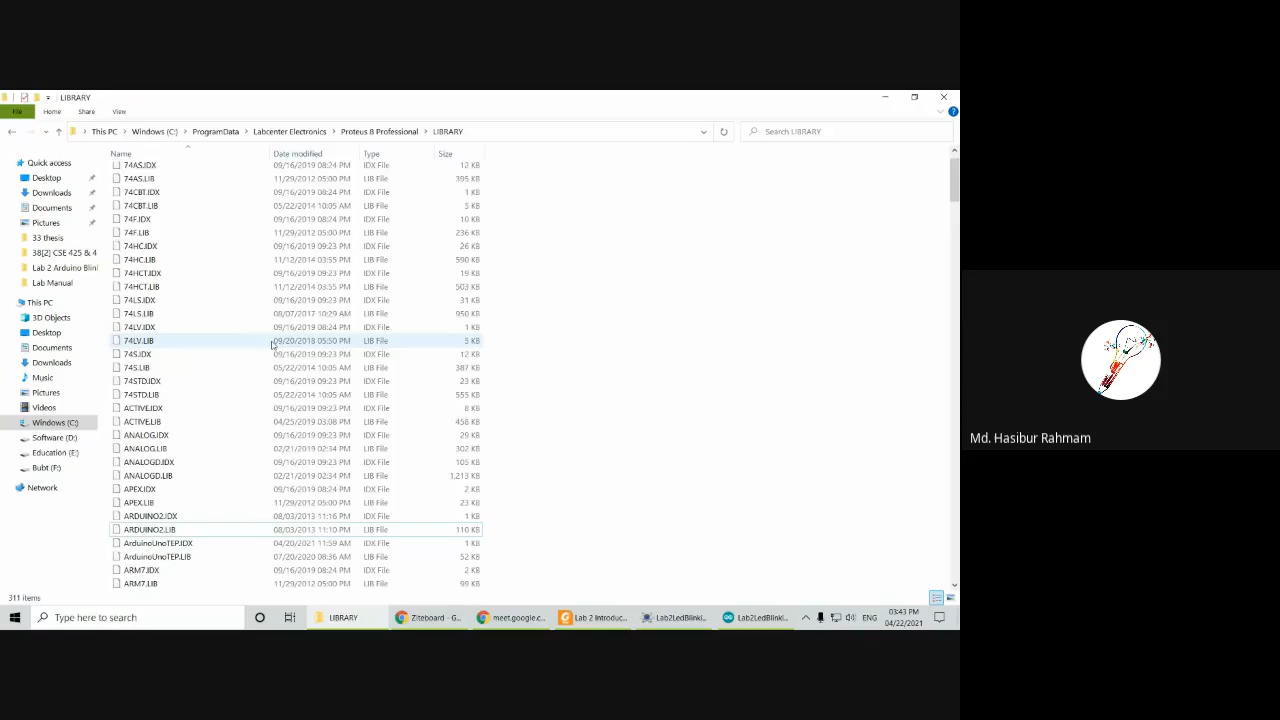 LIBRARY
File Home Share View
This PC Windows (C:) ProgramData Labcenter Electronics Proteus 8 Professional LIBRARY Search LIBRARY
Name Date modified Type Size
74AS.IDX 09/16/2019 08:24 PM IDX File 12 KB
74AS.LIB 11/29/2012 05:00 PM LIB File 395 KB
74CBT.IDX 09/16/2019 08:24 PM IDX File 1 KB
74CBT.LIB 05/22/2014 10:05 AM LIB File 5 KB
74F.IDX 09/16/2019 08:24 PM IDX File 10 KB
74F.LIB 11/29/2012 05:00 PM LIB File 236 KB
74HC.IDX 09/16/2019 09:23 PM IDX File 26 KB
74HC.LIB 11/12/2014 03:55 PM LIB File 590 KB
74HCT.IDX 09/16/2019 09:23 PM IDX File 19 KB
74HCT.LIB 11/12/2014 03:55 PM LIB File 503 KB
74LS.IDX 09/16/2019 09:23 PM IDX File 31 KB
74LS.LIB 08/07/2017 10:29 AM LIB File 950 KB
74LV.IDX 09/16/2019 08:24 PM IDX File 1 KB
74LV.LIB 09/20/2018 05:50 PM LIB File 5 KB
74S.IDX 09/16/2019 09:23 PM IDX File 12 KB
74S.LIB 05/22/2014 10:05 AM LIB File 387 KB
74STD.IDX 09/16/2019 09:23 PM IDX File 23 KB
74STD.LIB 05/22/2014 10:05 AM LIB File 555 KB
ACTIVE.IDX 09/16/2019 09:23 PM IDX File 8 KB
ACTIVE.LIB 04/25/2019 03:08 PM LIB File 458 KB
ANALOG.IDX 09/16/2019 09:23 PM IDX File 29 KB
ANALOG.LIB 02/21/2019 02:34 PM LIB File 302 KB
ANALOGD.IDX 09/16/2019 09:23 PM IDX File 105 KB
ANALOGD.LIB 02/21/2019 02:34 PM LIB File 1,213 KB
APEX.IDX 09/16/2019 08:24 PM IDX File 2 KB
APEX.LIB 11/29/2012 05:00 PM LIB File 23 KB
ARDUINO2.IDX 08/03/2013 11:16 PM IDX File 1 KB
ARDUINO2.LIB 08/03/2013 11:10 PM LIB File 110 KB
ArduinoUnoTEP.IDX 04/20/2021 11:59 AM IDX File 1 KB
ArduinoUnoTEP.LIB 07/20/2020 08:36 AM LIB File 52 KB
ARM7.IDX 09/16/2019 08:24 PM IDX File 2 KB
ARM7.LIB 11/29/2012 05:00 PM LIB File 99 KB
Quick access
Desktop
Downloads
Documents
Pictures
33 thesis
38[2] CSE 425 & 4
Lab 2 Arduino Blin
Lab Manual
This PC
3D Objects
Desktop
Documents
Downloads
Music
Pictures
Videos
Windows (C:)
Software (D:)
Education (E:)
Bubt (F:)
Network
311 items
Type here to search LIBRARY Ziteboard - G... meet.google.c... Lab 2 Introduc... Lab2LedBlinki... Lab2LedBlinki... ENG 03:43 PM
04/22/2021
Md. Hasibur Rahmam